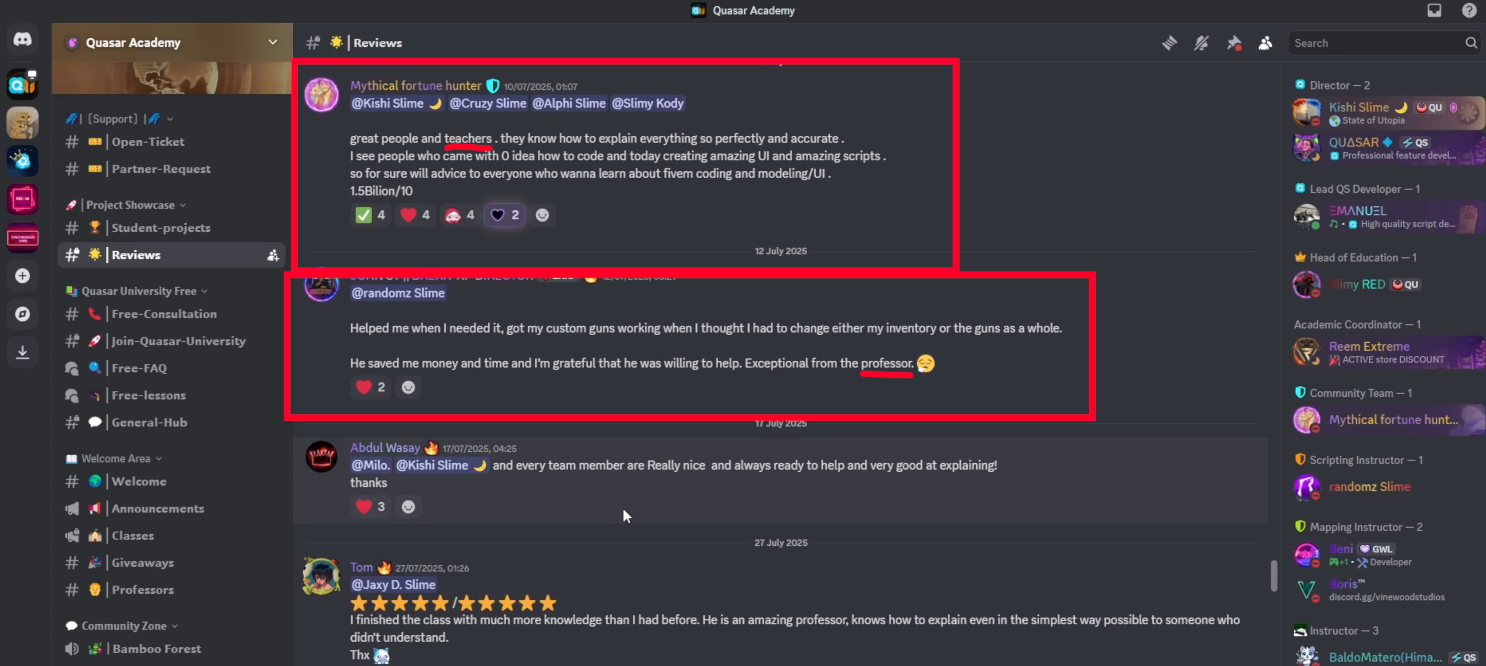 Quasar Academy
Quasar Academy
Reviews
Search
[Support]
Open-Ticket
Partner-Request
Project Showcase
Student-projects
Reviews
Quasar University Free
Free-Consultation
Join-Quasar-University
Free-FAQ
Free-lessons
General-Hub
Welcome Area
Welcome
Announcements
Classes
Giveaways
Professors
Community Zone
Bamboo Forest
Mythical fortune hunter 10/07/2025, 01:07
@Kishi Slime 🌙 @Cruzy Slime @Alphi Slime @Slimy Kody
great people and teachers . they know how to explain everything so perfectly and accurate .
I see people who came with 0 idea how to code and today creating amazing UI and amazing scripts .
so for sure will advice to everyone who wanna learn about fivem coding and modeling/UI .
1.5Bilion/10
4 4 4 2
12 July 2025
@randomz Slime
Helped me when I needed it, got my custom guns working when I thought I had to change either my inventory or the guns as a whole.
He saved me money and time and I'm grateful that he was willing to help. Exceptional from the professor.
2
17 July 2025
Abdul Wasay 17/07/2025, 04:25
@Milo. @Kishi Slime 🌙 and every team member are Really nice and always ready to help and very good at explaining!
thanks
3
27 July 2025
Tom 27/07/2025, 01:26
@Jaxy D. Slime
⭐⭐⭐⭐⭐/⭐⭐⭐⭐⭐
I finished the class with much more knowledge than I had before. He is an amazing professor, knows how to explain even in the simplest way possible to someone who
didn't understand.
Thx
Director — 2
Kishi Slime 🌙 QU
State of Utopia
QUΔSAR QS
Professional feature devel...
Lead QS Developer — 1
ΞMΛNUΞL
High quality script de...
Head of Education — 1
Slimy RED QU
Academic Coordinator — 1
Reem Extreme
ACTIVE store DISCOUNT
Community Team — 1
Mythical fortune hunt...
Scripting Instructor — 1
randomz Slime
Mapping Instructor — 2
Beni GWL
+1 • Developer
Boris™
discord.gg/vinewoodstudios
Instructor — 3
BaldoMatero(Hima... QS